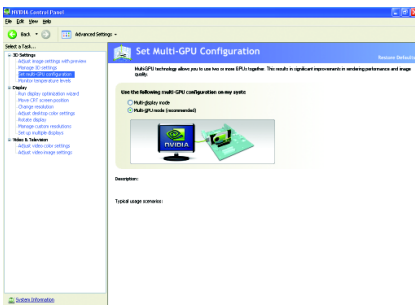 NVIDIA Control Panel
File Edit View Help
Back
Advanced Settings
Select a Task...
3D Settings
Adjust image settings with preview
Manage 3D settings
Set multi-GPU configuration
Monitor temperature levels
Display
Run display optimization wizard
Move CRT screen position
Change resolution
Adjust desktop color settings
Rotate display
Manage custom resolutions
Set up multiple displays
Video & Television
Adjust video color settings
Adjust video image settings
System Information
Set Multi-GPU Configuration
Restore Defaults
Multi-GPU technology allows you to use two or more GPUs together. This results in significant improvements in rendering performance and image quality.
Use the following multi-GPU configuration on my syste:
Multi-display mode
Multi-GPU mode (recommended)
NVIDIA
Description:
Typical usage scenarios: